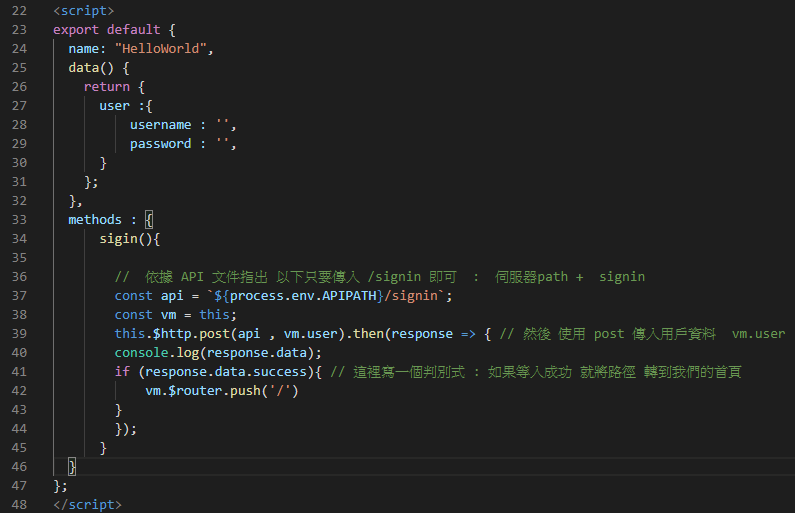 22 <script>
23 export default {
24 name: "HelloWorld",
25 data() {
26 return {
27 user :{
28 username : '',
29 password : '',
30 }
31 };
32 },
33 methods : {
34 sigin(){
35
36 // 依據 API 文件指出 以下只要傳入 /signin 即可 : 伺服器path + signin
37 const api = `${process.env.APIPATH}/signin`;
38 const vm = this;
39 this.$http.post(api , vm.user).then(response => { // 然後 使用 post 傳入用戶資料 vm.user
40 console.log(response.data);
41 if (response.data.success){ // 這裡寫一個判別式 : 如果等入成功 就將路徑 轉到我們的首頁
42 vm.$router.push('/')
43 }
44 });
45 }
46 }
47 };
48 </script>